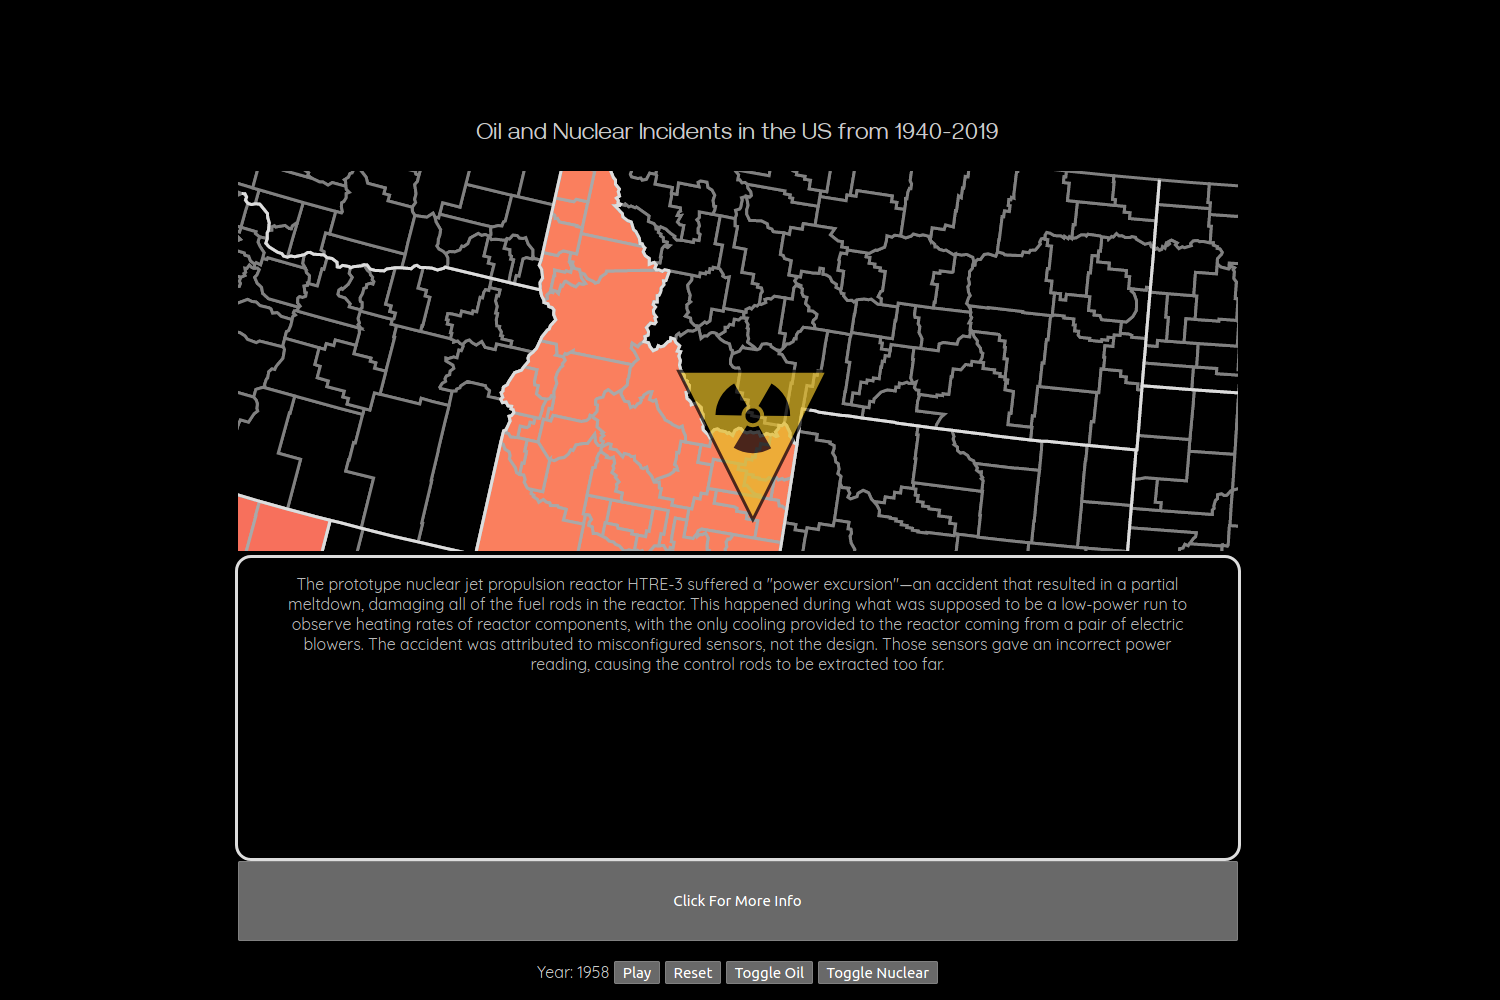 Oil and Nuclear Incidents in the US from 1940-2019
The prototype nuclear jet propulsion reactor HTRE-3 suffered a "power excursion"—an accident that resulted in a partial
meltdown, damaging all of the fuel rods in the reactor. This happened during what was supposed to be a low-power run to
observe heating rates of reactor components, with the only cooling provided to the reactor coming from a pair of electric
blowers. The accident was attributed to misconfigured sensors, not the design. Those sensors gave an incorrect power
reading, causing the control rods to be extracted too far.
Click For More Info
Year: 1958 Play Reset Toggle Oil Toggle Nuclear